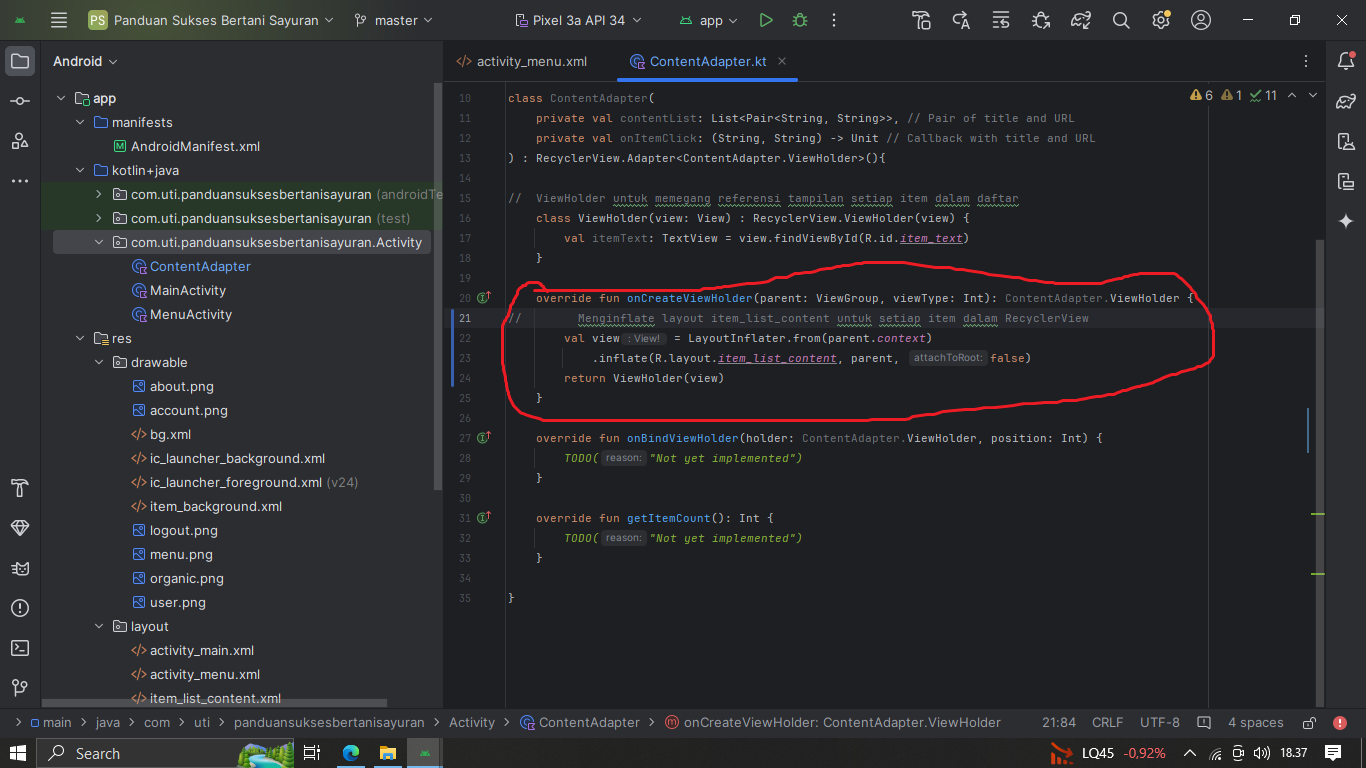 PS Panduan Sukses Bertani Sayuran master Pixel 3a API 34 app
Android
app
manifests
AndroidManifest.xml
kotlin+java
com.uti.panduansuksesbertanisayuran (androidTe
com.uti.panduansuksesbertanisayuran (test)
com.uti.panduansuksesbertanisayuran.Activity
ContentAdapter
MainActivity
MenuActivity
res
drawable
about.png
account.png
bg.xml
ic_launcher_background.xml
ic_launcher_foreground.xml (v24)
item_background.xml
logout.png
menu.png
organic.png
user.png
layout
activity_main.xml
activity_menu.xml
item_list_content.xml
activity_menu.xml ContentAdapter.kt
6 1 11
10 class ContentAdapter(
11 private val contentList: List<Pair<String, String>>, // Pair of title and URL
12 private val onItemClick: (String, String) -> Unit // Callback with title and URL
13 ) : RecyclerView.Adapter<ContentAdapter.ViewHolder>(){
14
15 // ViewHolder untuk memegang referensi tampilan setiap item dalam daftar
16 class ViewHolder(view: View) : RecyclerView.ViewHolder(view) {
17 val itemText: TextView = view.findViewById(R.id.item_text)
18 }
19
20 override fun onCreateViewHolder(parent: ViewGroup, viewType: Int): ContentAdapter.ViewHolder {
21 // Menginflate layout item_list_content untuk setiap item dalam RecyclerView
22 val view : View! = LayoutInflater.from(parent.context)
23 .inflate(R.layout.item_list_content, parent, attachToRoot: false)
24 return ViewHolder(view)
25 }
26
27 override fun onBindViewHolder(holder: ContentAdapter.ViewHolder, position: Int) {
28 TODO( reason: "Not yet implemented")
29 }
30
31 override fun getItemCount(): Int {
32 TODO( reason: "Not yet implemented")
33 }
34
35 }
main > java > com > uti > panduansuksesbertanisayuran > Activity > ContentAdapter > onCreateViewHolder: ContentAdapter.ViewHolder 21:84 CRLF UTF-8 4 spaces
Search LQ45 -0,92% 18.37